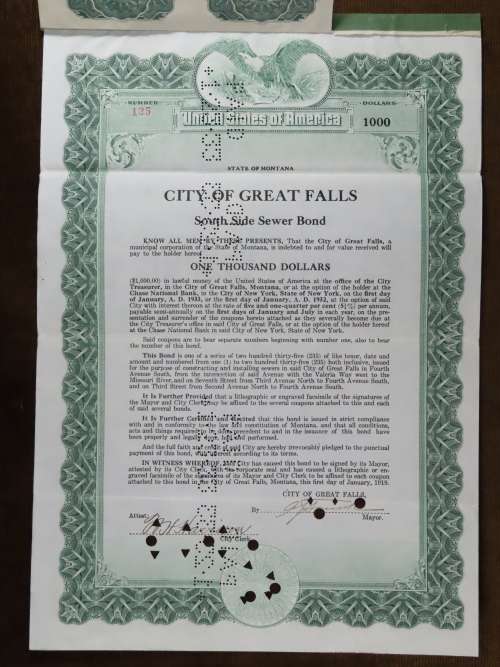 NUMBER
125
DOLLARS
1000
United States of America
STATE OF MONTANA
CITY OF GREAT FALLS
South Side Sewer Bond
KNOW ALL MEN BY THESE PRESENTS, That the City of Great Falls, a
municipal corporation of the State of Montana, is indebted to and for value received will
pay to the holder hereof
ONE THOUSAND DOLLARS
($1,000.00) in lawful money of the United States of America at the office of the City
Treasurer, in the City of Great Falls, Montana, or at the option of the holder at the
Chase National Bank, in the City of New York, State of New York, on the first day
of January, A. D. 1933, or the first day of January, A. D. 1932, at the option of said
City with interest thereon at the rate of five and one-quarter per cent (5¼%) per annum,
payable semi-annually on the first days of January and July in each year, on the pre-
sentation and surrender of the coupons hereto attached as they severally become due at
the City Treasurer's office in said City of Great Falls, or at the option of the holder hereof
at the Chase National Bank in said City of New York, State of New York.
Said coupons are to bear separate numbers beginning with number one, also to bear
the number of this bond.
This Bond is one of a series of two hundred thirty-five (235) of like tenor, date and
amount and numbered from one (1) to two hundred thirty-five (235) both inclusive, issued
for the purpose of constructing and installing sewers in said City of Great Falls in Fourth
Avenue South, from the intersection of said Avenue with the Valeria Way west to the
Missouri River, and on Seventh Street from Third Avenue North to Fourth Avenue South,
and on Third Street from Second Avenue North to Fourth Avenue South.
It Is Further Provided that a lithographic or engraved facsimile of the signatures of
the Mayor and City Clerk may be affixed to the several coupons attached to this and each
of said several bonds.
It Is Further Certified and Recited that this bond is issued in strict compliance
with and in conformity to the law and constitution of Montana, and that all conditions,
acts and things required to be done precedent to and in the issuance of this bond have
been properly and legally done, had and performed.
And the full faith and credit of said City are hereby irrevocably pledged to the punctual
payment of this bond, with interest according to its terms.
IN WITNESS WHEREOF, said City has caused this bond to be signed by its Mayor,
attested by its City Clerk, with its corporate seal and has caused a lithographic or en-
graved facsimile of the signature of its Mayor and City Clerk to be affixed to each coupon
attached to this bond in the City of Great Falls, Montana, this first day of January, 1918.
CITY OF GREAT FALLS,
By
Mayor.
Attest:
City Clerk.